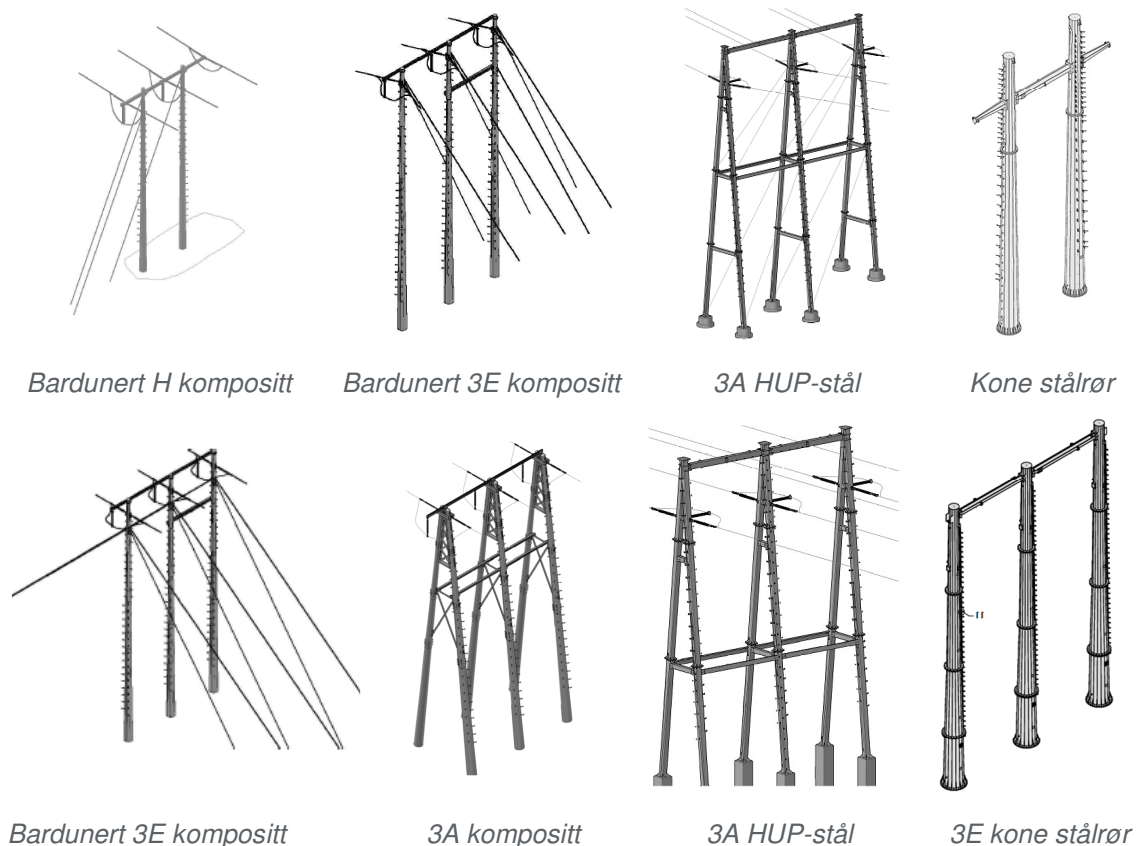 Bardunert H kompositt
Bardunert 3E kompositt
3A HUP-stål
Kone stålrør
Bardunert 3E kompositt
3A kompositt
3A HUP-stål
3E kone stålrør